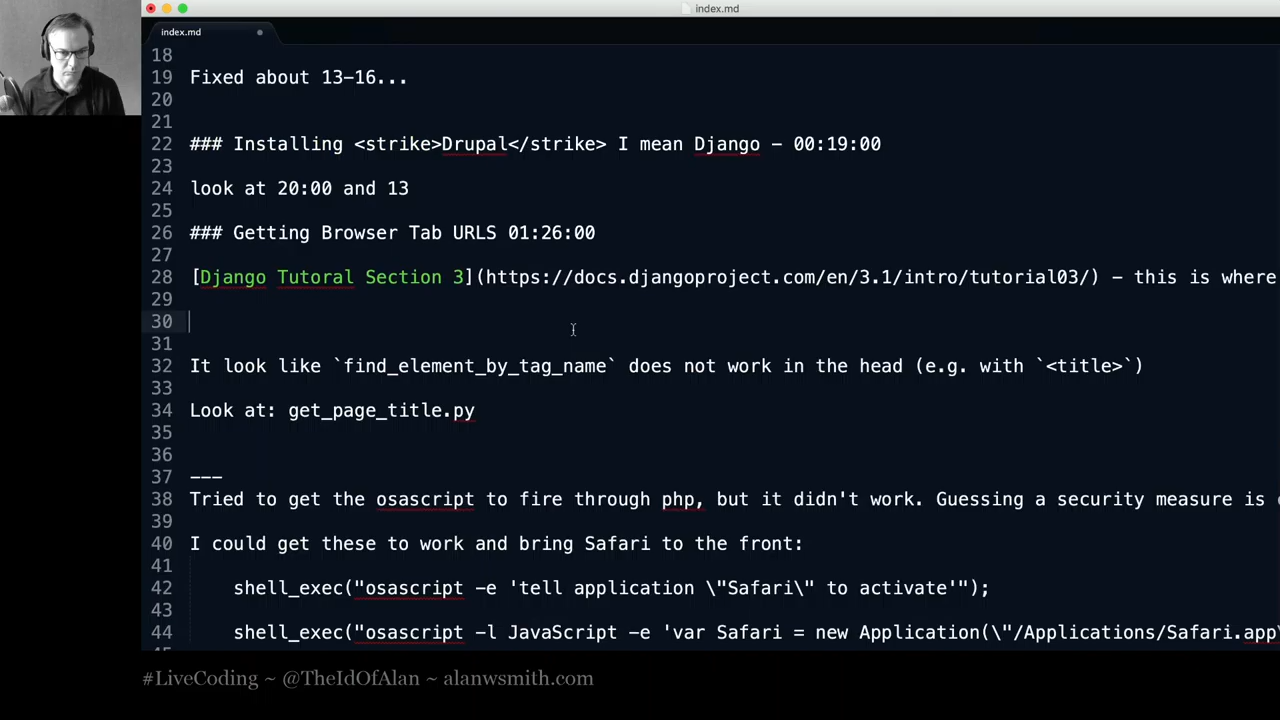 index.md
index.md
18
19 Fixed about 13-16...
20
21
22 ### Installing <strike>Drupal</strike> I mean Django - 00:19:00
23
24 look at 20:00 and 13
25
26 ### Getting Browser Tab URLS 01:26:00
27
28 [Django Tutoral Section 3](https://docs.djangoproject.com/en/3.1/intro/tutorial03/) - this is where
29
30
31
32 It look like `find_element_by_tag_name` does not work in the head (e.g. with `<title>`)
33
34 Look at: get_page_title.py
35
36
37 ---
38 Tried to get the osascript to fire through php, but it didn't work. Guessing a security measure is
39
40 I could get these to work and bring Safari to the front:
41
42 shell_exec("osascript -e 'tell application \"Safari\" to activate'");
43
44 shell_exec("osascript -l JavaScript -e 'var Safari = new Application(\"/Applications/Safari.app\
#LiveCoding ~ @TheIdOfAlan ~ alanwsmith.com